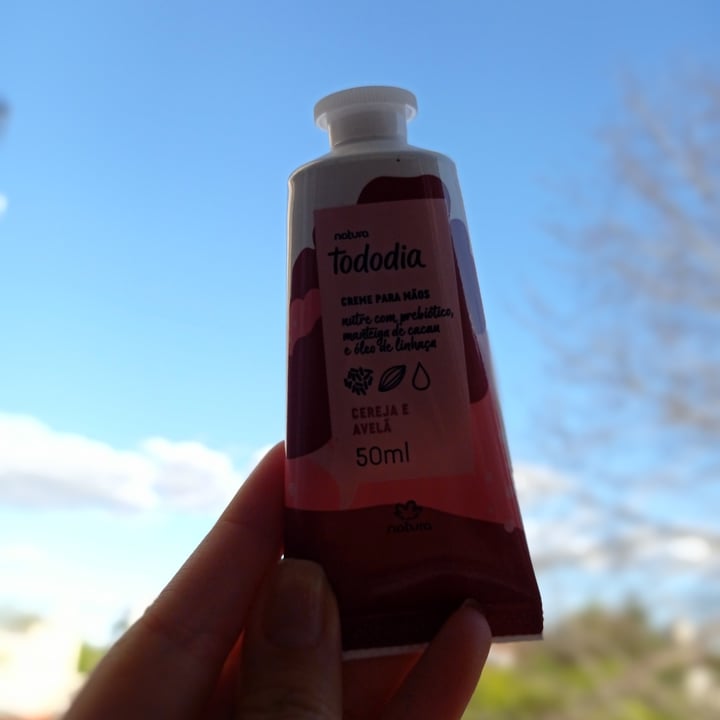 natura
Tododia
CREME PARA MÃOS
nutre com prebiótico,
manteiga de cacau
e óleo de linhaça
CEREJA E
AVELÃ
50ml
natura